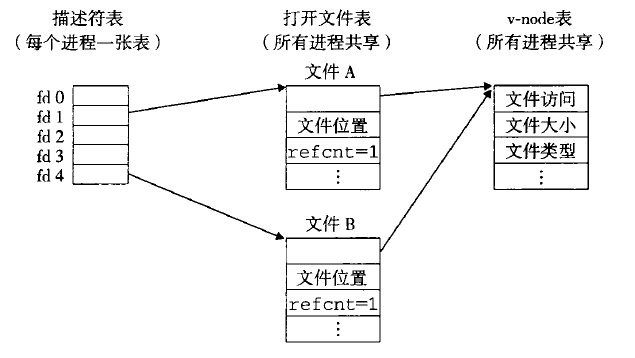 描述符表
（每个进程一张表）
打开文件表
（所有进程共享）
v-node表
（所有进程共享）
fd 0
fd 1
fd 2
fd 3
fd 4
文件 A
文件位置
refcnt=1
⋮
文件 B
文件位置
refcnt=1
⋮
文件访问
文件大小
文件类型
⋮